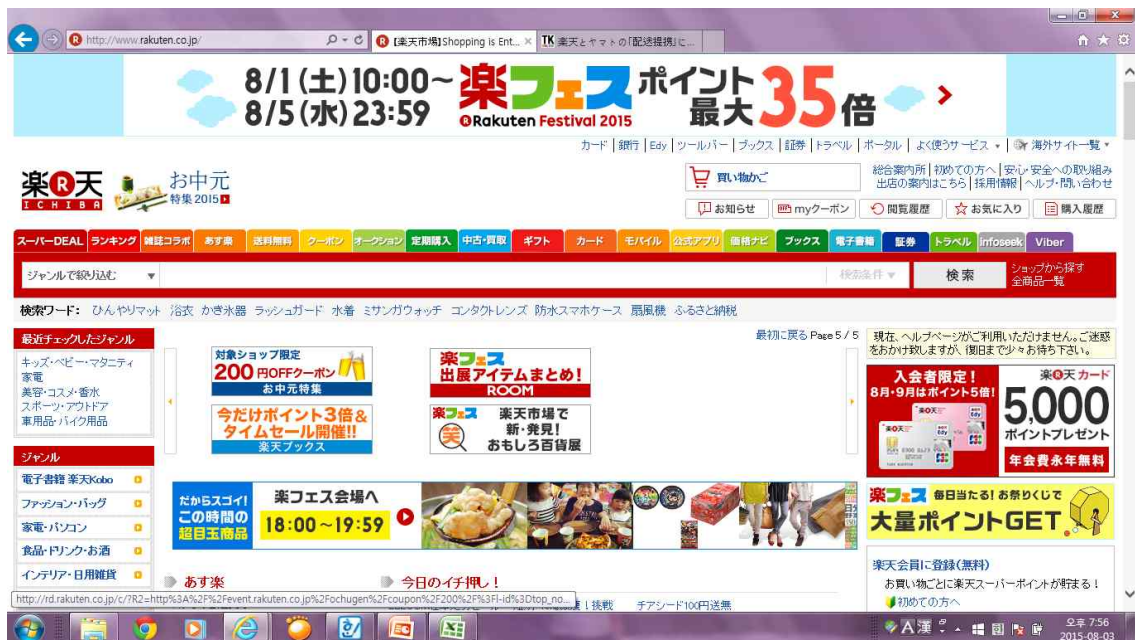 http://www.rakuten.co.jp/
【楽天市場】Shopping is Ent...
TK 楽天とヤマトの「配送提携」に...
8/1(土)10:00~
8/5(水)23:59
楽フェス
Rakuten Festival 2015
ポイント
最大35倍
カード|銀行|Edy|ツールバー|ブックス|証券|トラベル|ポータル|よく使うサービス|海外サイト一覧
楽R天
ICHIBA
お中元
特集2015
買い物かご
総合案内所|初めての方へ|安心・安全への取り組み
出店の案内はこちら|採用情報|ヘルプ・問い合わせ
お知らせ
myクーポン
閲覧履歴
お気に入り
購入履歴
スーパーDEAL ランキング 雑誌コラボ あす楽 送料無料 クーポン オークション 定期購入 中古・買取 ギフト カード モバイル 公式アプリ 価格ナビ ブックス 電子書籍 証券 トラベル Infoseek Viber
ジャンルで絞り込む
検索条件
検索
ショップから探す
全商品一覧
検索ワード: ひんやりマット 浴衣 かき氷器 ラッシュガード 水着 ミサンガウォッチ コンタクトレンズ 防水スマホケース 扇風機 ふるさと納税
最近チェックしたジャンル
キッズ・ベビー・マタニティ
家電
美容・コスメ・香水
スポーツ・アウトドア
車用品・バイク用品
ジャンル
電子書籍 楽天Kobo
ファッション・バッグ
家電・パソコン
食品・ドリンク・お酒
インテリア・日用雑貨
最初に戻る Page 5 / 5
対象ショップ限定
200円OFFクーポン
お中元特集
楽フェス
出展アイテムまとめ!
ROOM
今だけポイント3倍&
タイムセール開催!!
楽天ブックス
楽フェス
笑
楽天市場で
新・発見!
おもしろ百貨展
だからスゴイ!
この時間の
超目玉商品
楽フェス会場へ
18:00~19:59
あす楽
今日のイチ押し!
挑戦 チアシード100円送無
現在、ヘルプページがご利用いただけません。ご迷惑
をおかけ致しますが、復旧まで少々お待ち下さい。
入会者限定!
8月・9月はポイント5倍!
楽天カード
5,000
ポイントプレゼント
年会費永年無料
楽フェス 毎日当たる!お祭りくじで
大量ポイントGET
楽天会員に登録(無料)
お買い物ごとに楽天スーパーポイントが貯まる!
初めての方へ
http://rd.rakuten.co.jp/c/?R2=http%3A%2F%2Fevent.rakuten.co.jp%2Fochugen%2Fcoupon%2F200%2F%3Fl-id%3Dtop_no...
A 漢
오후 7:56
2015-08-03